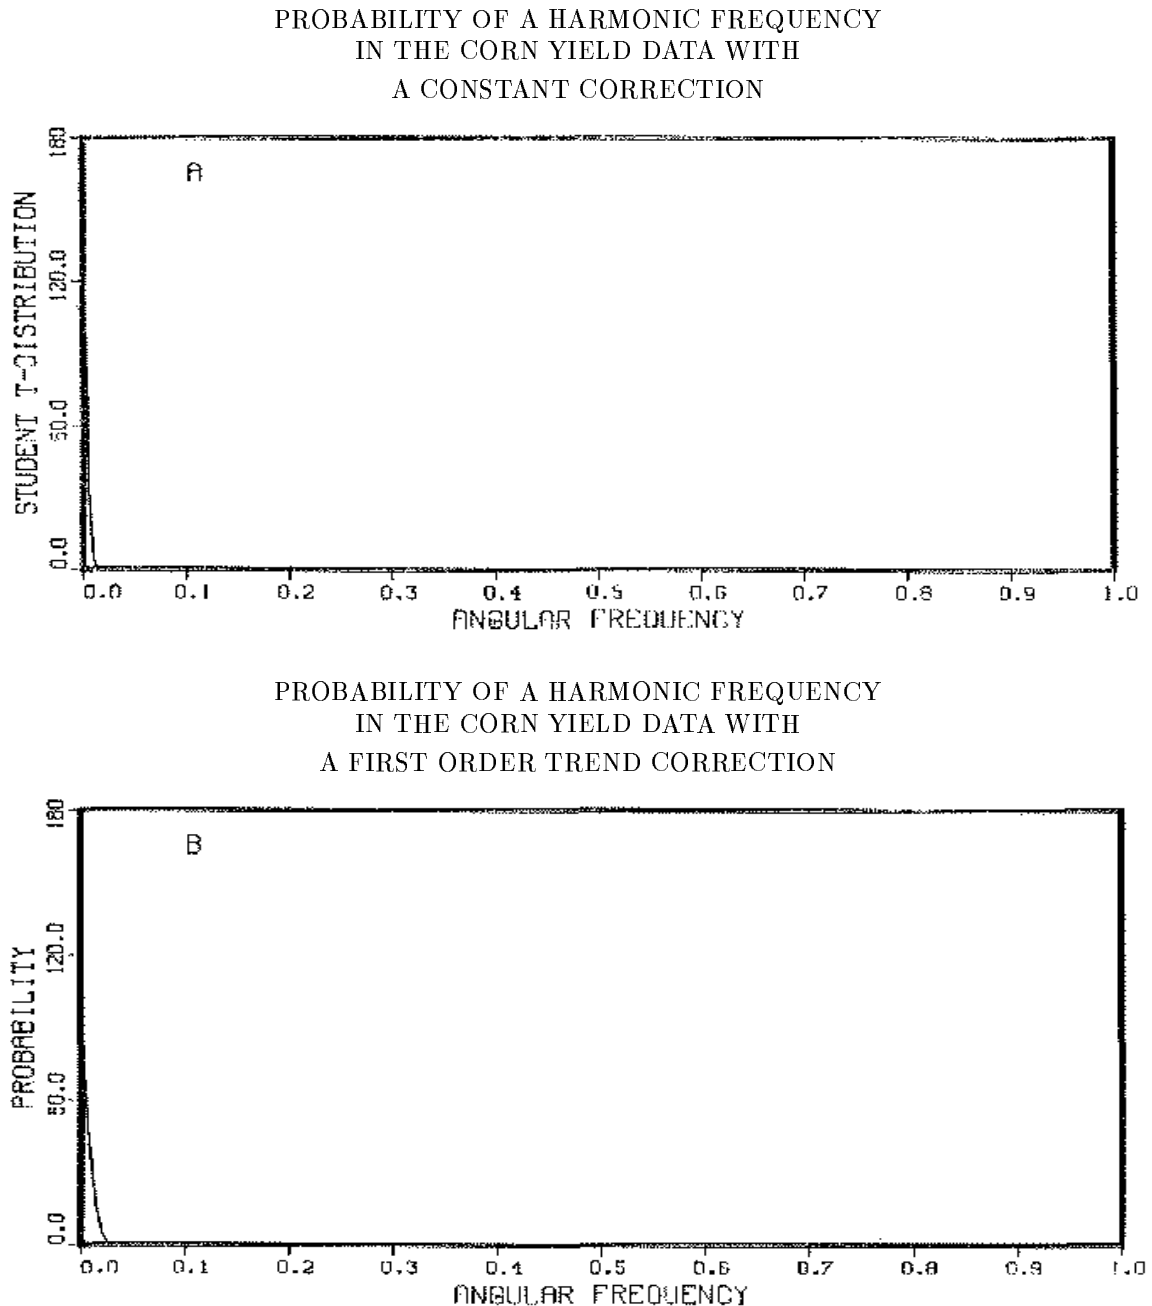 PROBABILITY OF A HARMONIC FREQUENCY
IN THE CORN YIELD DATA WITH
A CONSTANT CORRECTION
A
STUDENT T-DISTRIBUTION
180
120.0
60.0
0.0
0.0 0.1 0.2 0.3 0.4 0.5 0.6 0.7 0.8 0.9 1.0
ANGULAR FREQUENCY
PROBABILITY OF A HARMONIC FREQUENCY
IN THE CORN YIELD DATA WITH
A FIRST ORDER TREND CORRECTION
B
PROBABILITY
180
120.0
60.0
0.0
0.0 0.1 0.2 0.3 0.4 0.5 0.6 0.7 0.8 0.9 1.0
ANGULAR FREQUENCY